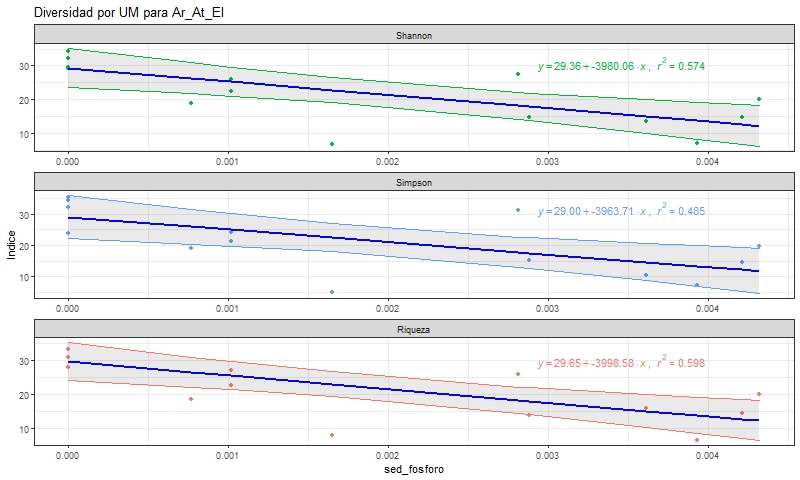 Diversidad por UM para Ar_At_El
Shannon
30
20
10
y = 29.36 + -3980.06 · x , r² = 0.574
0.000 0.001 0.002 0.003 0.004
Simpson
30
20
10
y = 29.00 + -3963.71 · x , r² = 0.485
0.000 0.001 0.002 0.003 0.004
Indice
Riqueza
30
20
10
y = 29.65 + -3998.58 · x , r² = 0.598
0.000 0.001 0.002 0.003 0.004
sed_fosforo